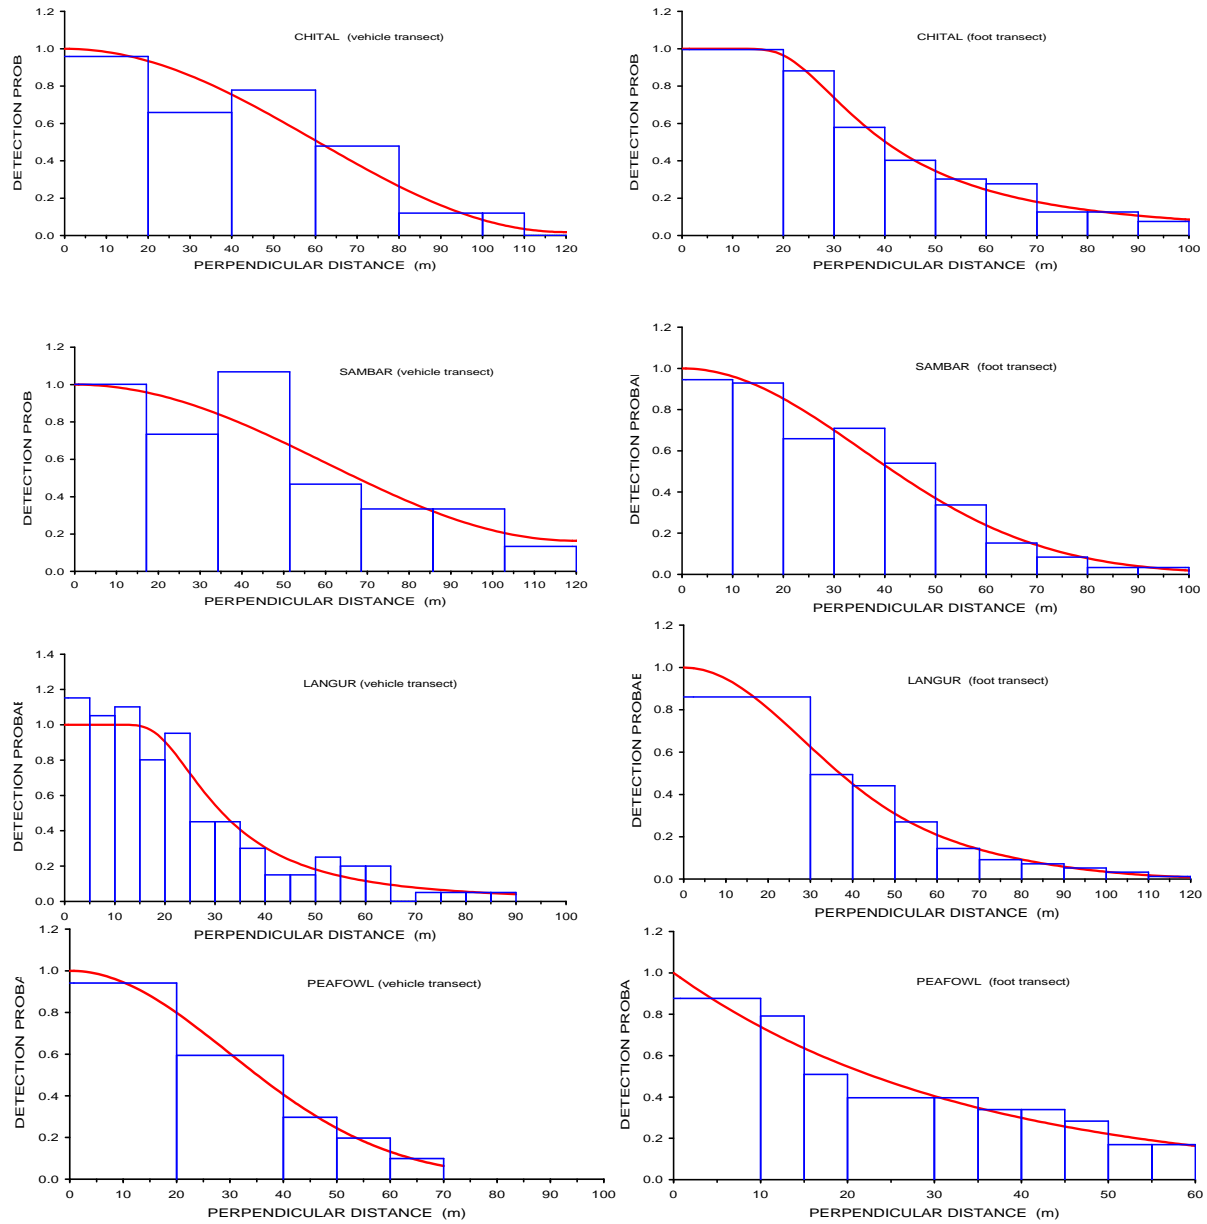 CHITAL (vehicle transect)
DETECTION PROB
1.2
1.0
0.8
0.6
0.4
0.2
0.0
0 10 20 30 40 50 60 70 80 90 100 110 120
PERPENDICULAR DISTANCE (m)
CHITAL (foot transect)
DETECTION PROB
1.2
1.0
0.8
0.6
0.4
0.2
0.0
0 10 20 30 40 50 60 70 80 90 100
PERPENDICULAR DISTANCE (m)
SAMBAR (vehicle transect)
DETECTION PROB
1.2
1.0
0.8
0.6
0.4
0.2
0.0
0 10 20 30 40 50 60 70 80 90 100 110 120
PERPENDICULAR DISTANCE (m)
SAMBAR (foot transect)
DETECTION PROBA
1.2
1.0
0.8
0.6
0.4
0.2
0.0
0 10 20 30 40 50 60 70 80 90 100
PERPENDICULAR DISTANCE (m)
LANGUR (vehicle transect)
DETECTION PROBAB
1.4
1.2
1.0
0.8
0.6
0.4
0.2
0.0
0 10 20 30 40 50 60 70 80 90 100
PERPENDICULAR DISTANCE (m)
LANGUR (foot transect)
DETECTION PROBAB
1.2
1.0
0.8
0.6
0.4
0.2
0.0
0 10 20 30 40 50 60 70 80 90 100 110 120
PERPENDICULAR DISTANCE (m)
PEAFOWL (vehicle transect)
DETECTION PROBA
1.2
1.0
0.8
0.6
0.4
0.2
0.0
0 10 20 30 40 50 60 70 80 90 100
PERPENDICULAR DISTANCE (m)
PEAFOWL (foot transect)
DETECTION PROBA
1.2
1.0
0.8
0.6
0.4
0.2
0.0
0 10 20 30 40 50 60
PERPENDICULAR DISTANCE (m)